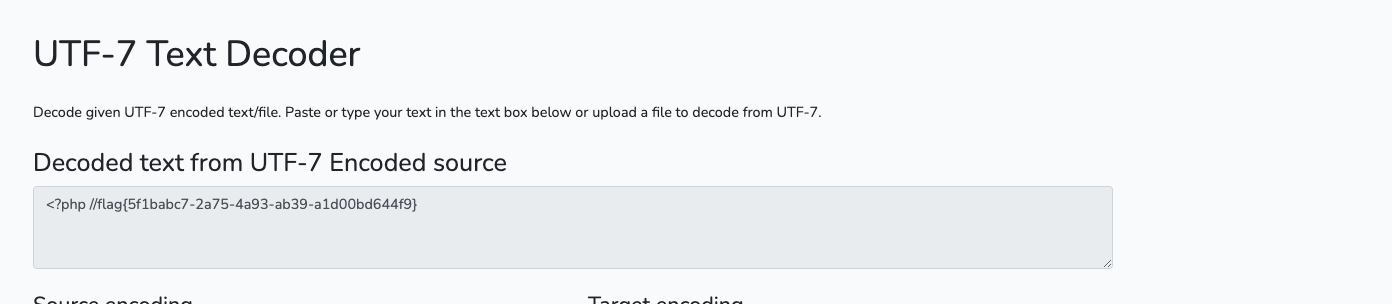 UTF-7 Text Decoder
Decode given UTF-7 encoded text/file. Paste or type your text in the text box below or upload a file to decode from UTF-7.
Decoded text from UTF-7 Encoded source
<?php //flag{5f1babc7-2a75-4a93-ab39-a1d00bd644f9}
Source encoding
Target encoding